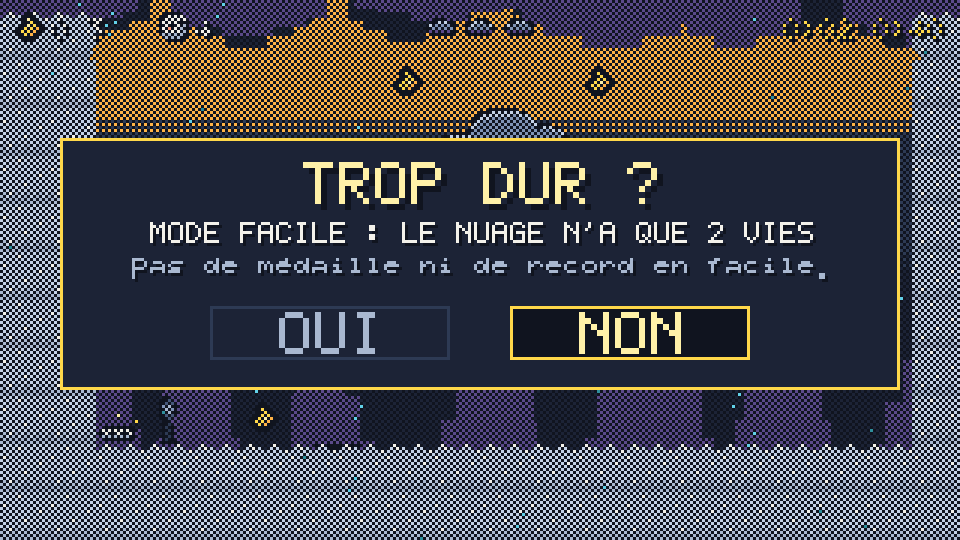 TROP DUR ?
MODE FACILE : LE NUAGE N'A QUE 2 VIES
Pas de médaille ni de record en facile.
OUI
NON